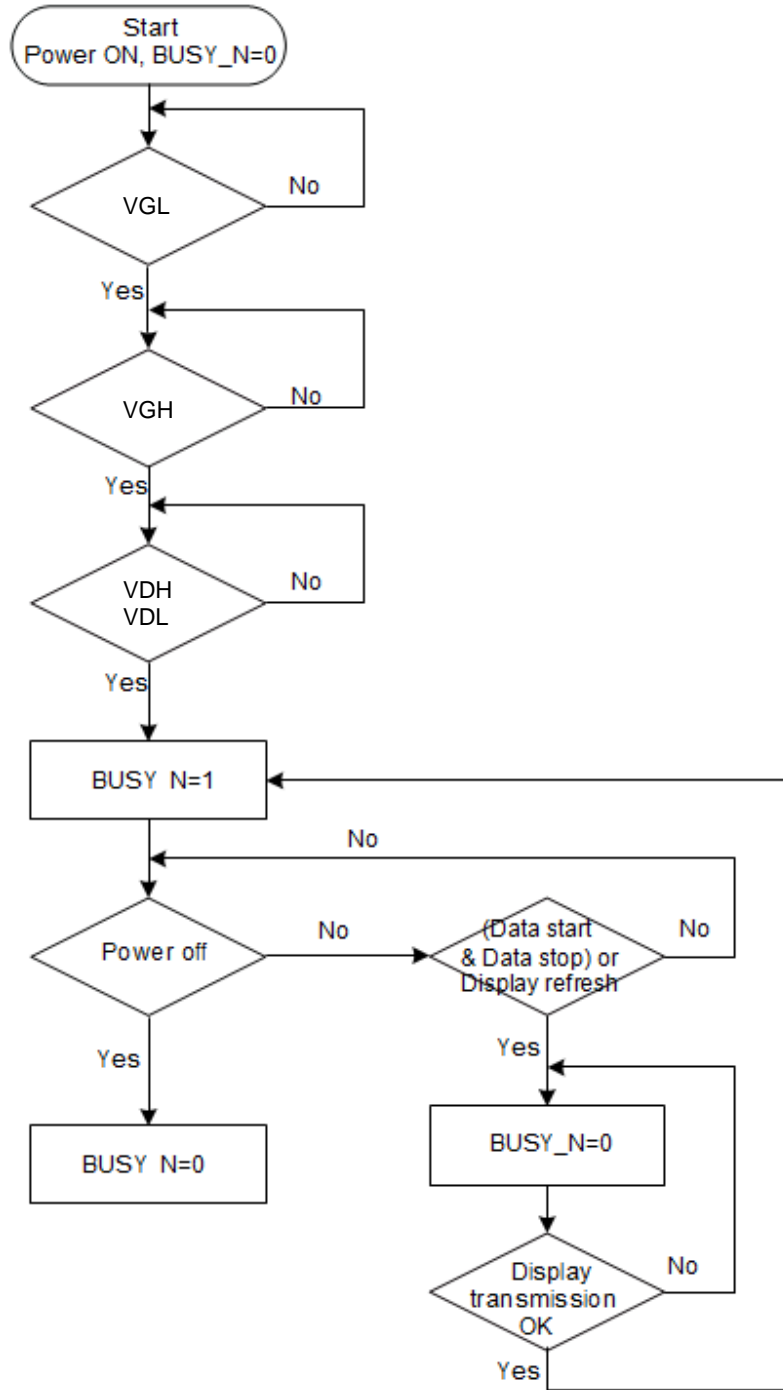 Start
Power ON, BUSY_N=0
No
VGL
Yes
No
VGH
Yes
No
VDH
VDL
Yes
BUSY N=1
No
Power off
No
(Data start
& Data stop) or
Display refresh
No
Yes
Yes
BUSY N=0
BUSY_N=0
Display
transmission
OK
No
Yes